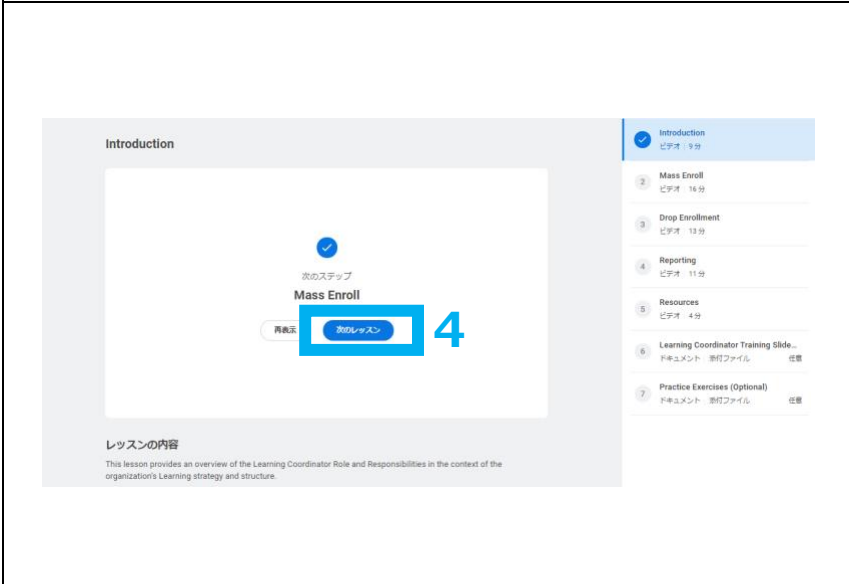 Introduction
次のステップ
Mass Enroll
再表示
次のレッスン
4
レッスンの内容
This lesson provides an overview of the Learning Coordinator Role and Responsibilities in the context of the
organization's Learning strategy and structure.
Introduction
ビデオ 9 分
2
Mass Enroll
ビデオ 16 分
3
Drop Enrollment
ビデオ 13 分
4
Reporting
ビデオ 11 分
5
Resources
ビデオ 4 分
6
Learning Coordinator Training Slide...
ドキュメント 添付ファイル 任意
7
Practice Exercises (Optional)
ドキュメント 添付ファイル 任意